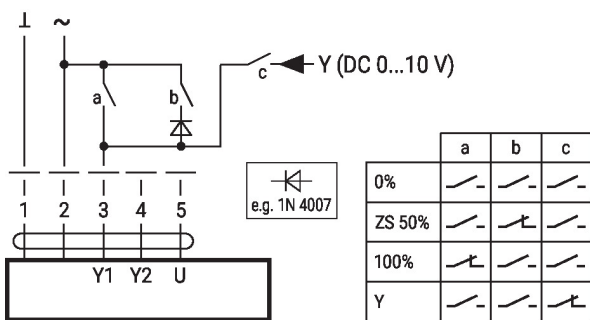 ⊥ ~
a b c Y (DC 0...10 V)
1 2 3 4 5
Y1 Y2 U
e.g. 1N 4007
a b c
0%
ZS 50%
100%
Y